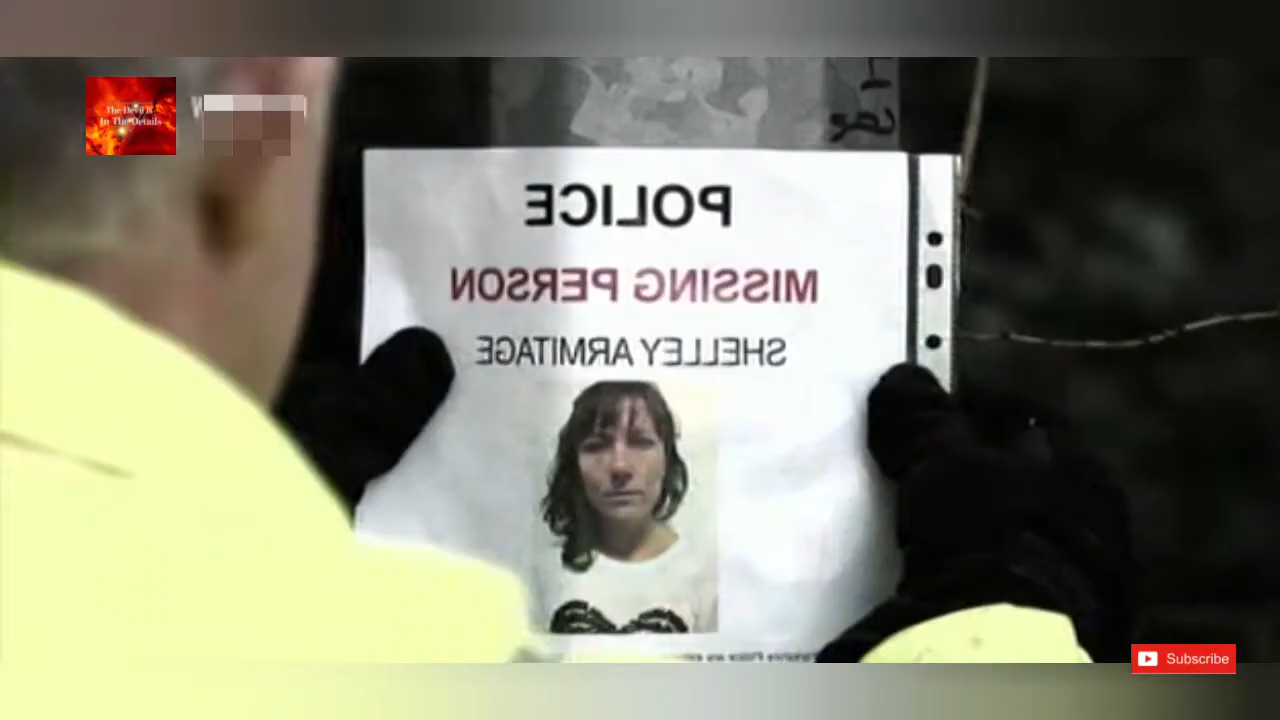 The Devil Is
In The Details
POLICE
MISSING PERSON
SHELLEY ARMITAGE
Subscribe